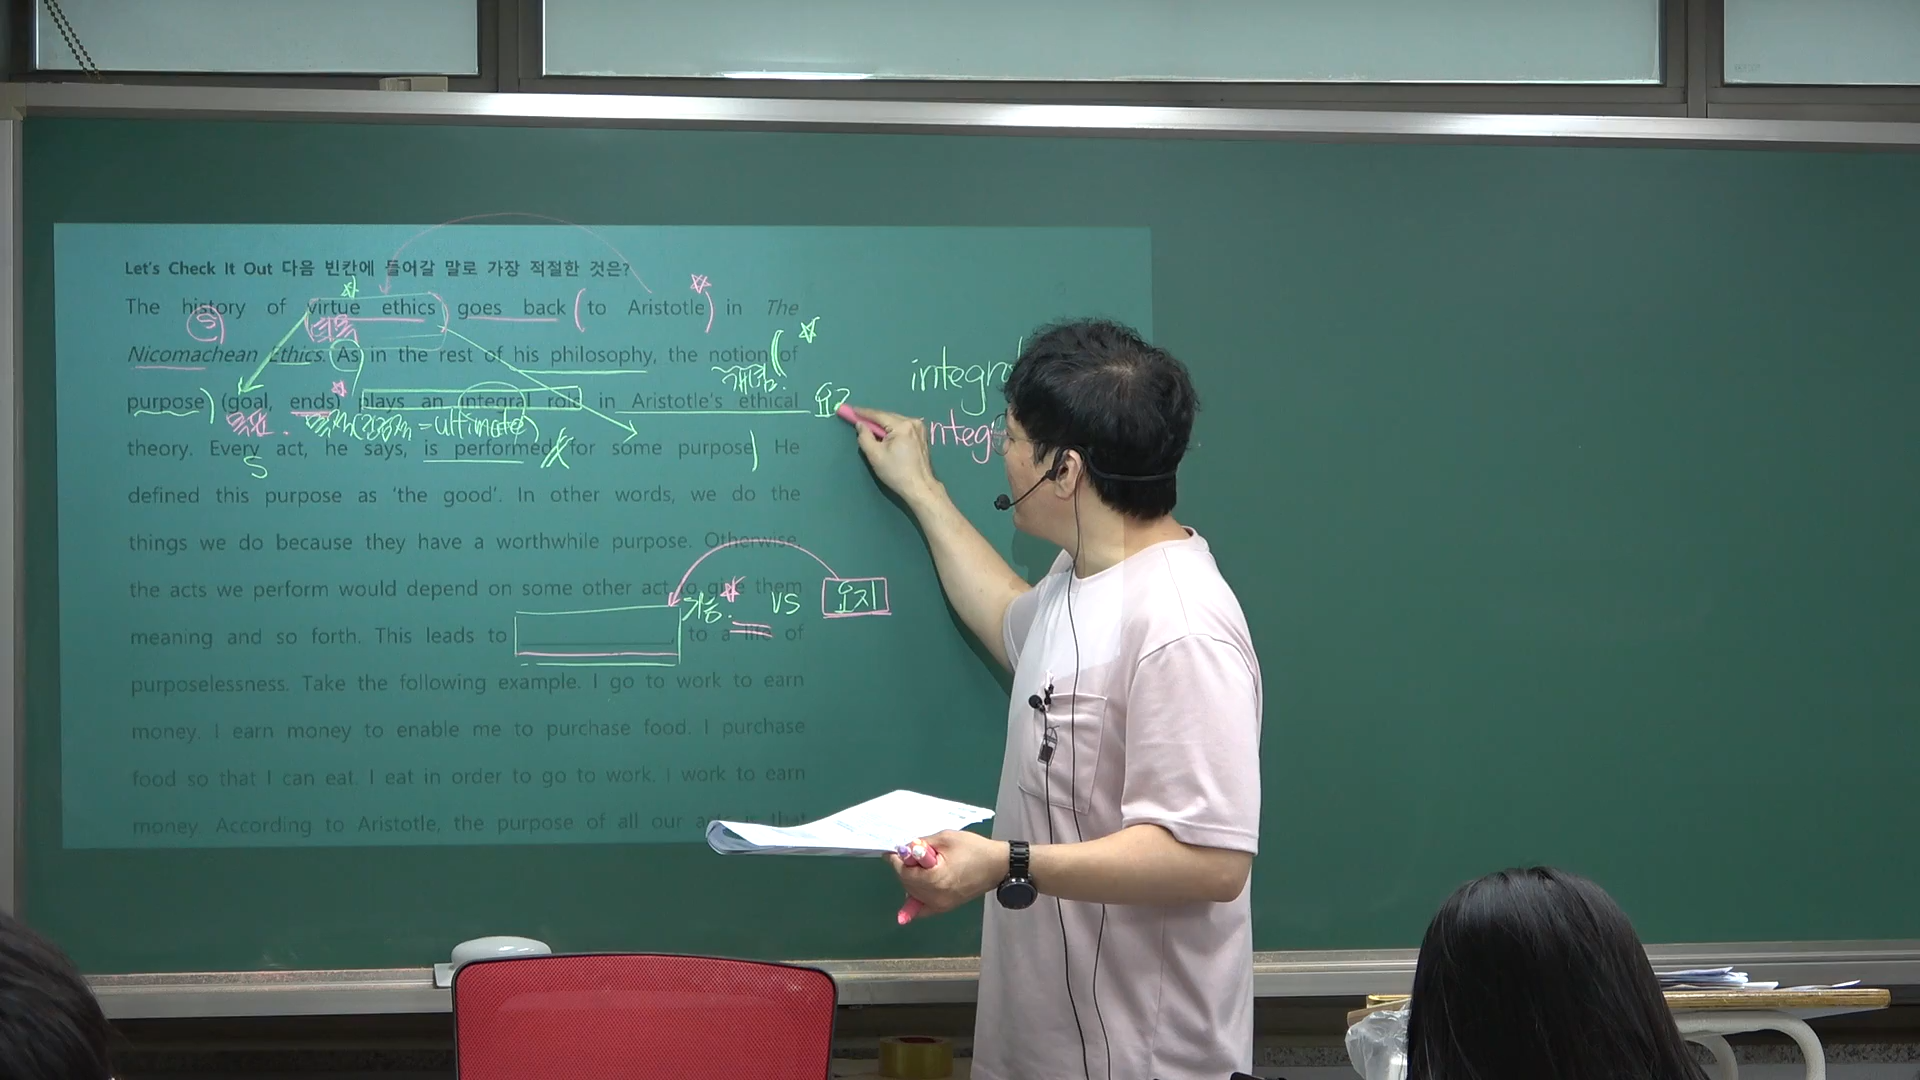 Let's Check It Out 다음 빈칸에 들어갈 말로 가장 적절한 것은?
The history of virtue ethics goes back (to Aristotle) in The
Nicomachean Ethics. As in the rest of his philosophy, the notion of
개념.
purpose) (goal, ends) plays an integral role in Aristotle's ethical
= ultimate)
theory. Every act, he says, is performed for some purpose) He
S
defined this purpose as 'the good'. In other words, we do the
things we do because they have a worthwhile purpose. Otherwise,
the acts we perform would depend on some other act to give them
기능. vs 요지
meaning and so forth. This leads to ____________, to a life of
purposelessness. Take the following example. I go to work to earn
money. I earn money to enable me to purchase food. I purchase
food so that I can eat. I eat in order to go to work. I work to earn
money. According to Aristotle, the purpose of all our acts is that
integr
integ